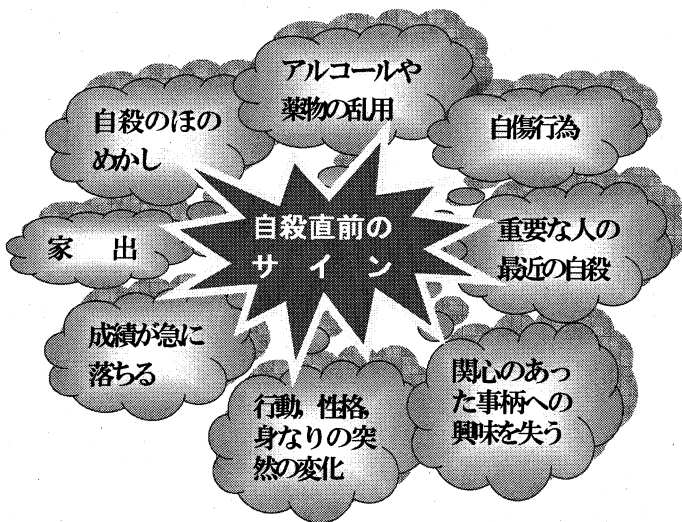 アルコールや
薬物の乱用
自殺のほの
めかし
自傷行為
自殺直前の
サイン
重要な人の
最近の自殺
家出
成績が急に
落ちる
関心のあっ
た事柄への
興味を失う
行動，性格，
身なりの突
然の変化